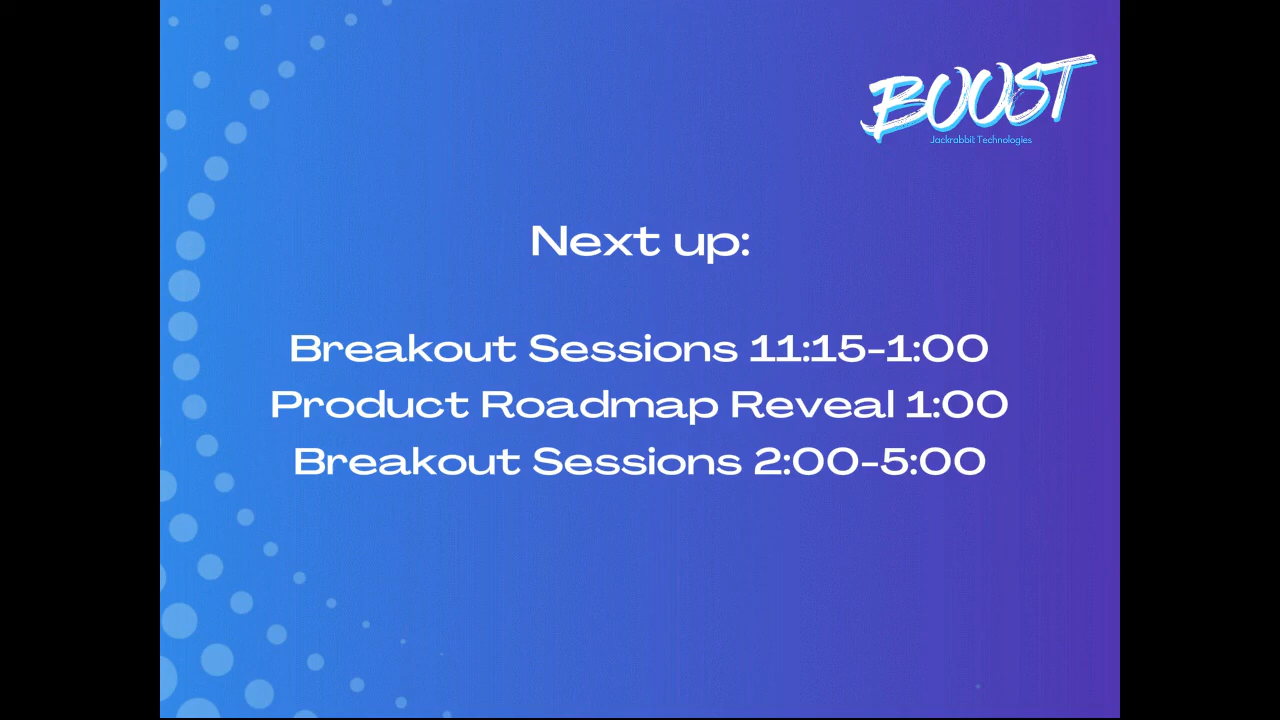 BOOST
Jackrabbit Technologies
Next up:
Breakout Sessions 11:15-1:00
Product Roadmap Reveal 1:00
Breakout Sessions 2:00-5:00